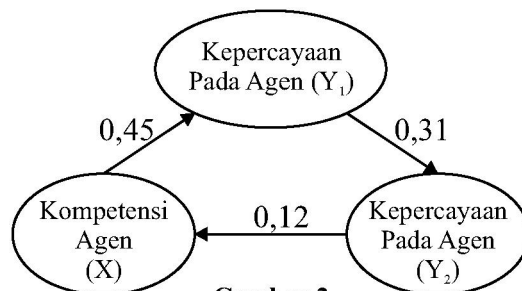 Kepercayaan
Pada Agen (Y₁)
0,45
0,31
Kompetensi
Agen
(X)
0,12
Kepercayaan
Pada Agen
(Y₂)